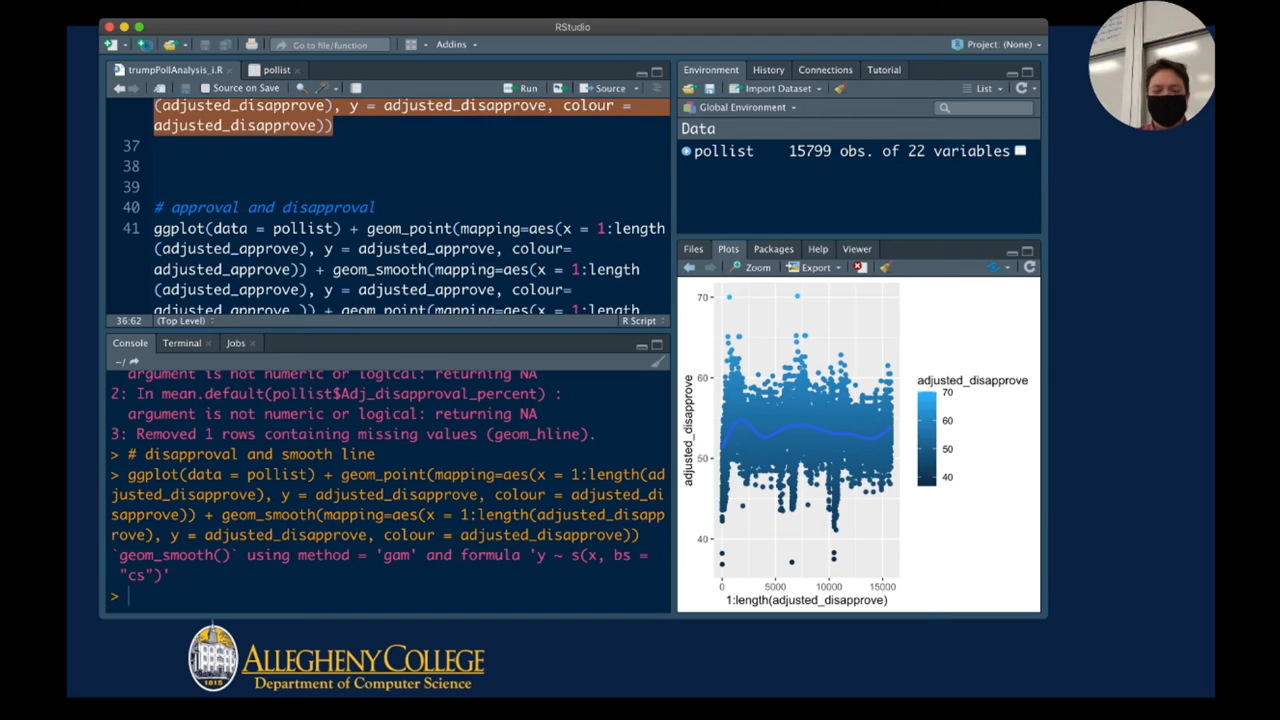 RStudio
Go to file/function
Addins
Project: (None)
trumpPollAnalysis_i.R
pollist
Source on Save
Run
Source
(adjusted_disapprove), y = adjusted_disapprove, colour =
adjusted_disapprove))
37
38
39
40 # approval and disapproval
41 ggplot(data = pollist) + geom_point(mapping=aes(x = 1:length
(adjusted_approve), y = adjusted_approve, colour=
adjusted_approve)) + geom_smooth(mapping=aes(x = 1:length
(adjusted_approve), y = adjusted_approve, colour=
adjusted_approve )) + geom_point(mapping=aes(x = 1:length
36:62 (Top Level) R Script
Console Terminal Jobs
~/
argument is not numeric or logical: returning NA
2: In mean.default(pollist$Adj_disapproval_percent) :
argument is not numeric or logical: returning NA
3: Removed 1 rows containing missing values (geom_hline).
> # disapproval and smooth line
> ggplot(data = pollist) + geom_point(mapping=aes(x = 1:length(ad
justed_disapprove), y = adjusted_disapprove, colour = adjusted_di
sapprove)) + geom_smooth(mapping=aes(x = 1:length(adjusted_disapp
rove), y = adjusted_disapprove, colour = adjusted_disapprove))
`geom_smooth()` using method = 'gam' and formula 'y ~ s(x, bs =
"cs")'
>
Environment History Connections Tutorial
Import Dataset
List
Global Environment
Data
pollist 15799 obs. of 22 variables
Files Plots Packages Help Viewer
Zoom Export
70
60
50
40
adjusted_disapprove
0 5000 10000 15000
1:length(adjusted_disapprove)
adjusted_disapprove
70
60
50
40
1815
ALLEGHENY COLLEGE
Department of Computer Science